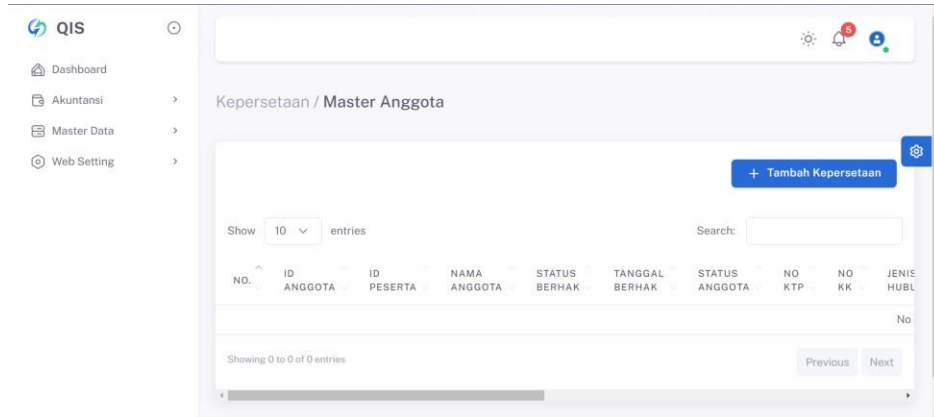 QIS
5
Dashboard
Akuntansi
Master Data
Web Setting
Kepersetaan / Master Anggota
+ Tambah Kepersetaan
Show 10 entries
Search:
NO. ID ANGGOTA ID PESERTA NAMA ANGGOTA STATUS BERHAK TANGGAL BERHAK STATUS ANGGOTA NO KTP NO KK JENIS HUBU
No
Showing 0 to 0 of 0 entries
Previous Next